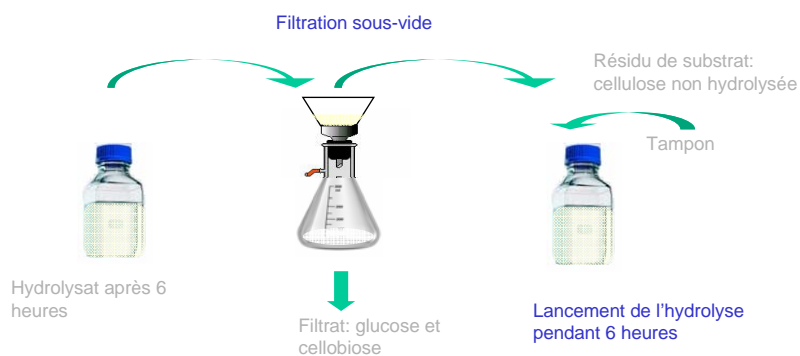 Filtration sous-vide
Résidu de substrat:
cellulose non hydrolysée
Tampon
Hydrolysat après 6
heures
Filtrat: glucose et
cellobiose
Lancement de l’hydrolyse
pendant 6 heures